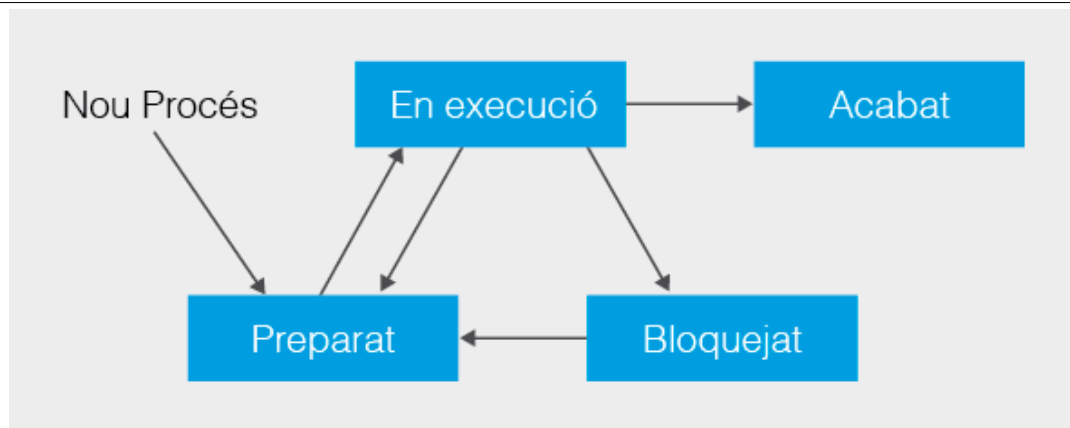 Nou Procés
En execució
Acabat
Preparat
Bloquejat